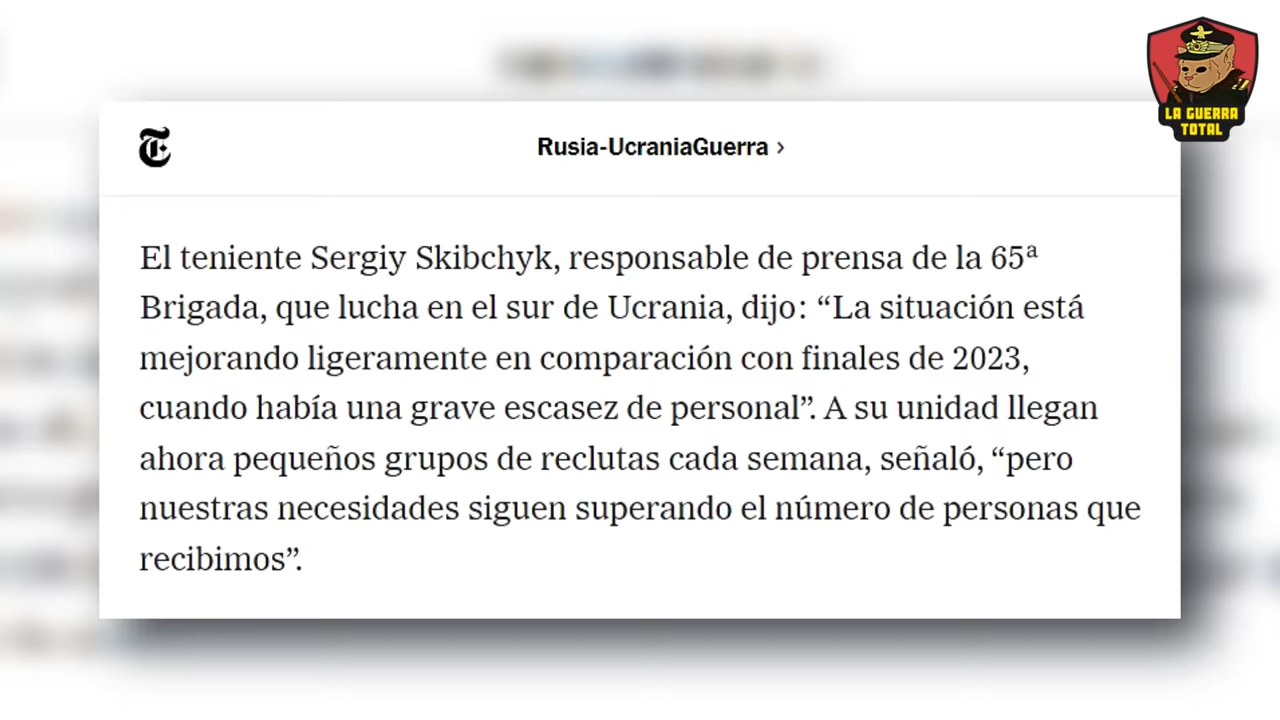 LA GUERRA
TOTAL
Rusia-UcraniaGuerra >
El teniente Sergiy Skibchyk, responsable de prensa de la 65ª
Brigada, que lucha en el sur de Ucrania, dijo: “La situación está
mejorando ligeramente en comparación con finales de 2023,
cuando había una grave escasez de personal”. A su unidad llegan
ahora pequeños grupos de reclutas cada semana, señaló, “pero
nuestras necesidades siguen superando el número de personas que
recibimos”.